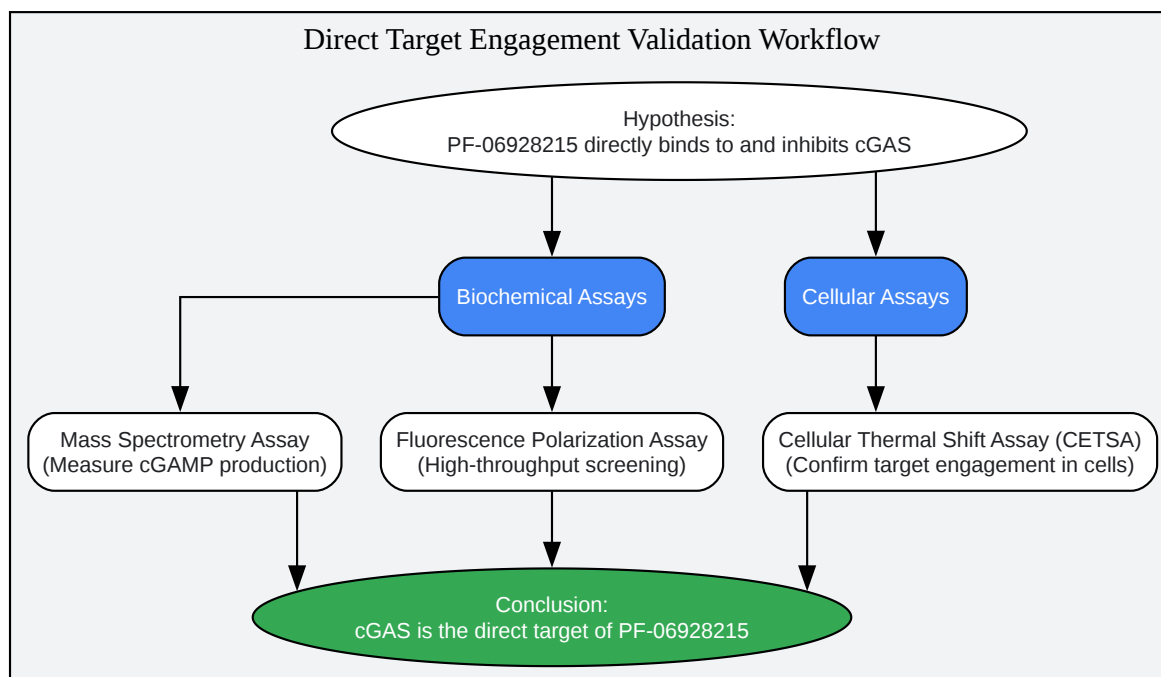 Direct Target Engagement Validation Workflow
Hypothesis:
PF-06928215 directly binds to and inhibits cGAS
Biochemical Assays
Cellular Assays
Mass Spectrometry Assay
(Measure cGAMP production)
Fluorescence Polarization Assay
(High-throughput screening)
Cellular Thermal Shift Assay (CETSA)
(Confirm target engagement in cells)
Conclusion:
cGAS is the direct target of PF-06928215